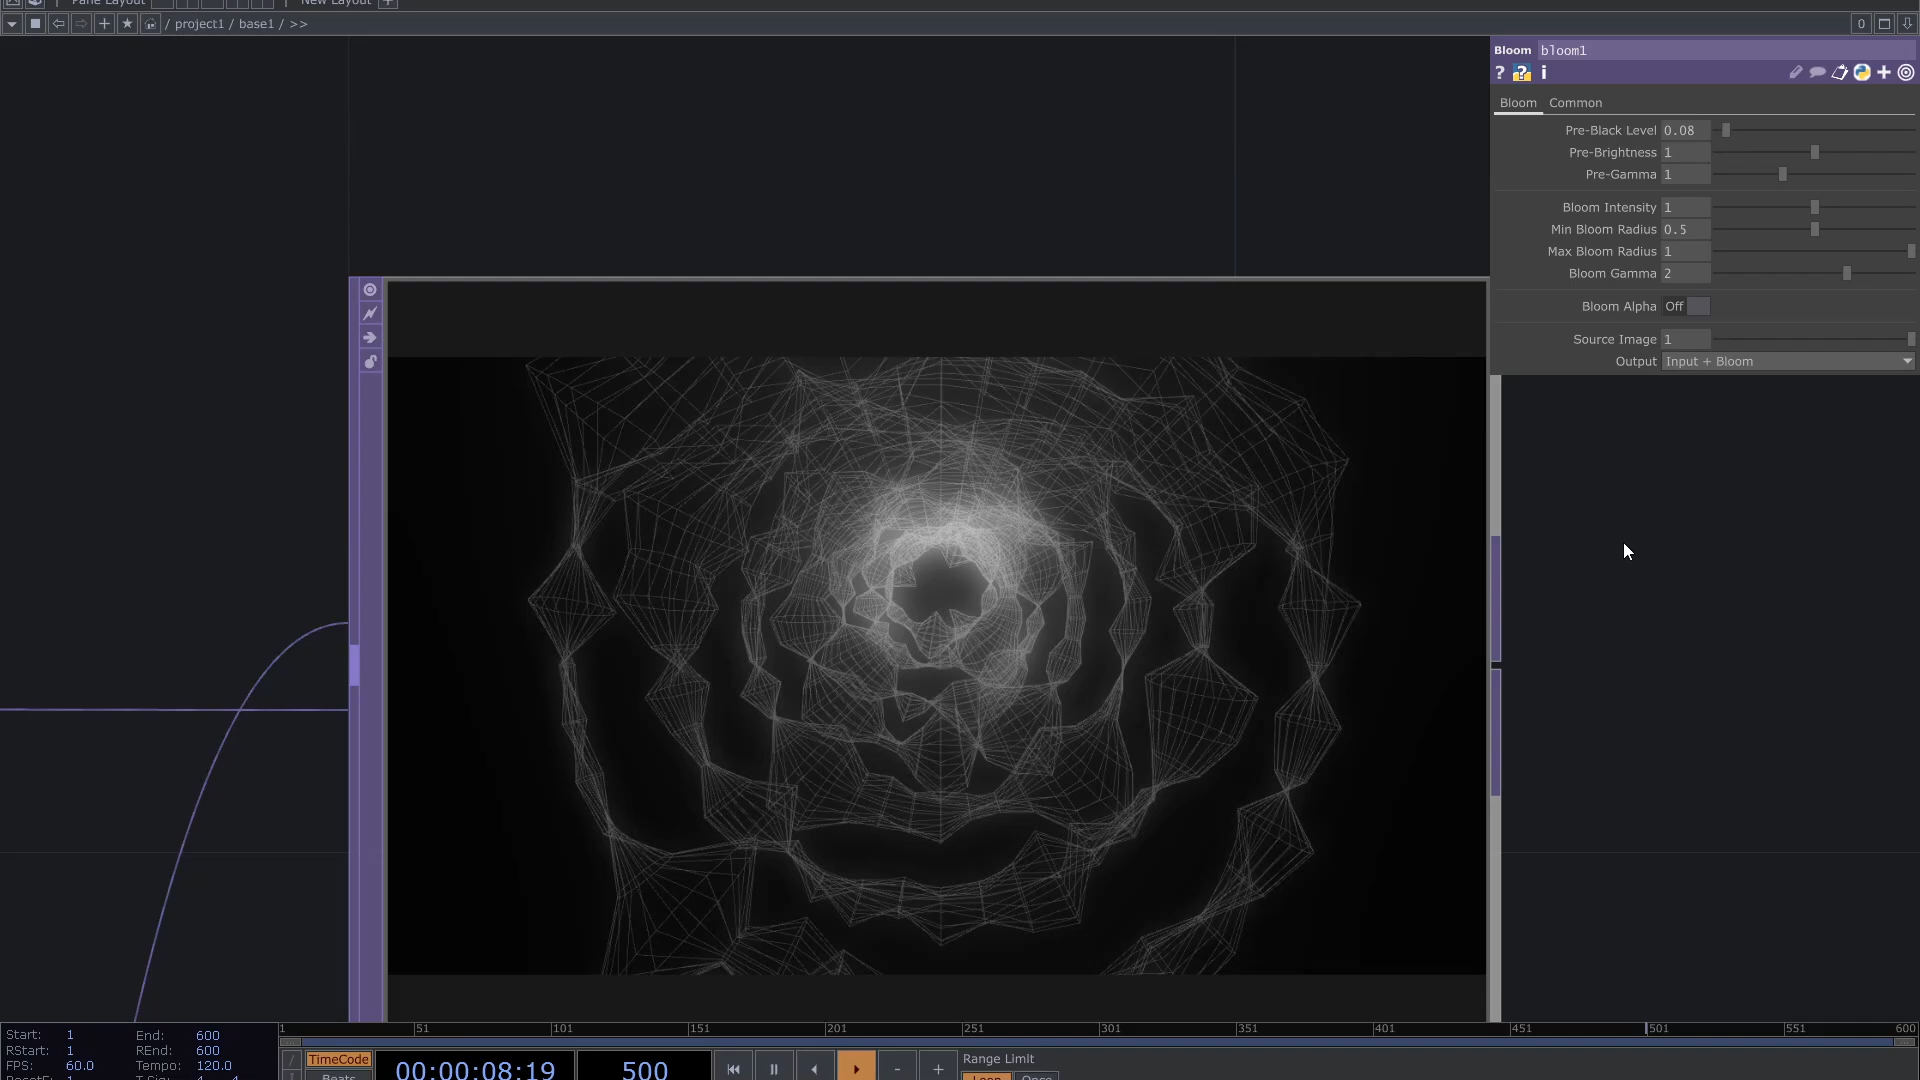 Pane Layout New Layout +
/ project1 / base1 / >> 0
Bloom bloom1
? ? i
Bloom Common
Pre-Black Level 0.08
Pre-Brightness 1
Pre-Gamma 1
Bloom Intensity 1
Min Bloom Radius 0.5
Max Bloom Radius 1
Bloom Gamma 2
Bloom Alpha Off
Source Image 1
Output Input + Bloom
1 51 101 151 201 251 301 351 401 451 501 551 600
Start: 1 End: 600
RStart: 1 REnd: 600
FPS: 60.0 Tempo: 120.0
TimeCode
Beats
00:00:08:19 500
- +
Range Limit
Loop Once